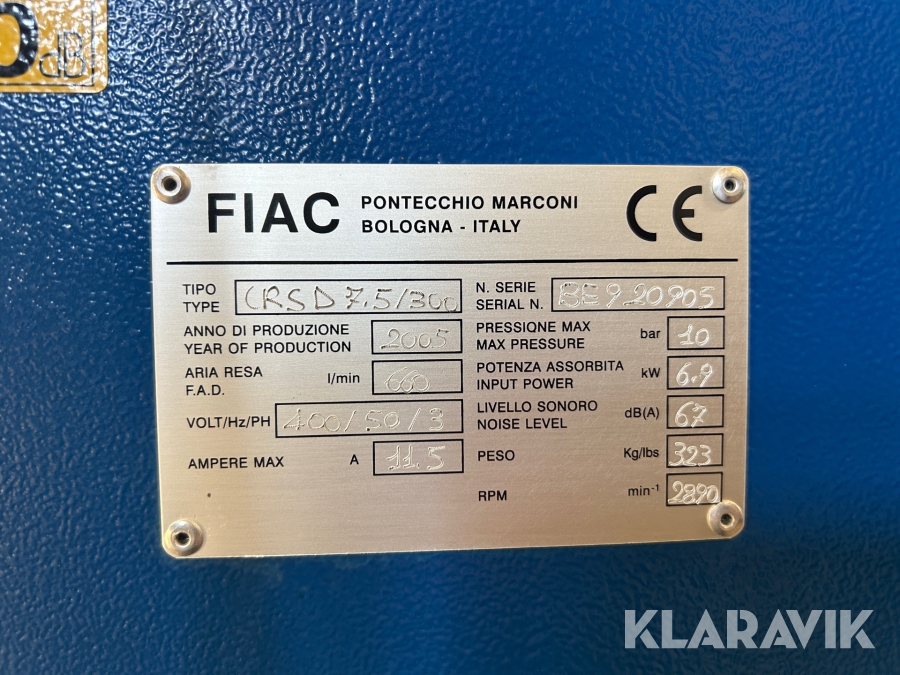 dB
FIAC PONTECCHIO MARCONI
BOLOGNA - ITALY
CE
TIPO
TYPE CRSD 7.5/300
N. SERIE
SERIAL N. BE920905
ANNO DI PRODUZIONE
YEAR OF PRODUCTION 2005
PRESSIONE MAX
MAX PRESSURE bar 10
ARIA RESA
F.A.D. l/min 660
POTENZA ASSORBITA
INPUT POWER kW 6.9
VOLT/Hz/PH 400/50/3
LIVELLO SONORO
NOISE LEVEL dB(A) 67
AMPERE MAX A 11.5
PESO Kg/lbs 323
RPM min-1 2890
KLARAVIK